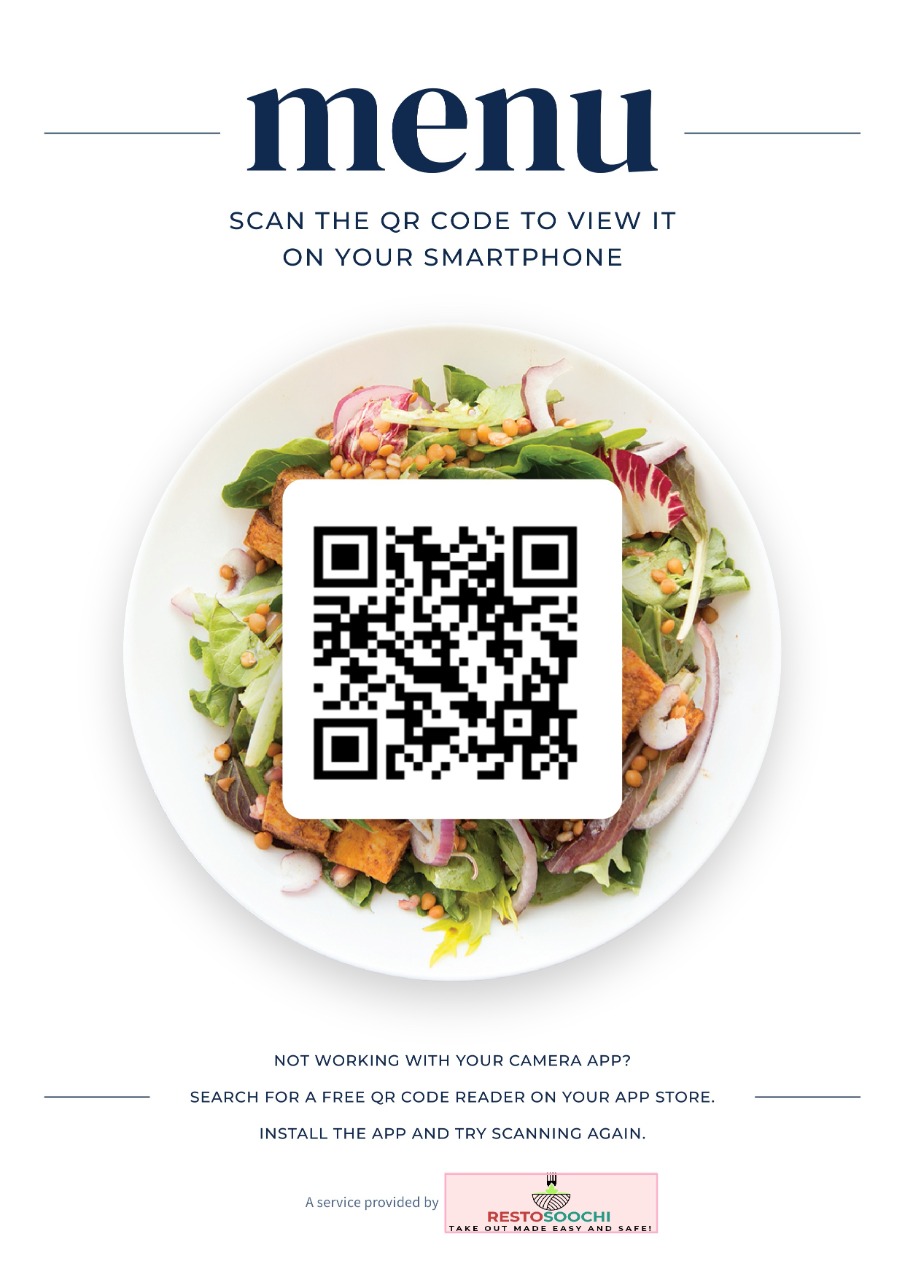 menu
SCAN THE QR CODE TO VIEW IT
ON YOUR SMARTPHONE
NOT WORKING WITH YOUR CAMERA APP?
SEARCH FOR A FREE QR CODE READER ON YOUR APP STORE.
INSTALL THE APP AND TRY SCANNING AGAIN.
A service provided by
RESTOSOOCHI
TAKE OUT MADE EASY AND SAFE!